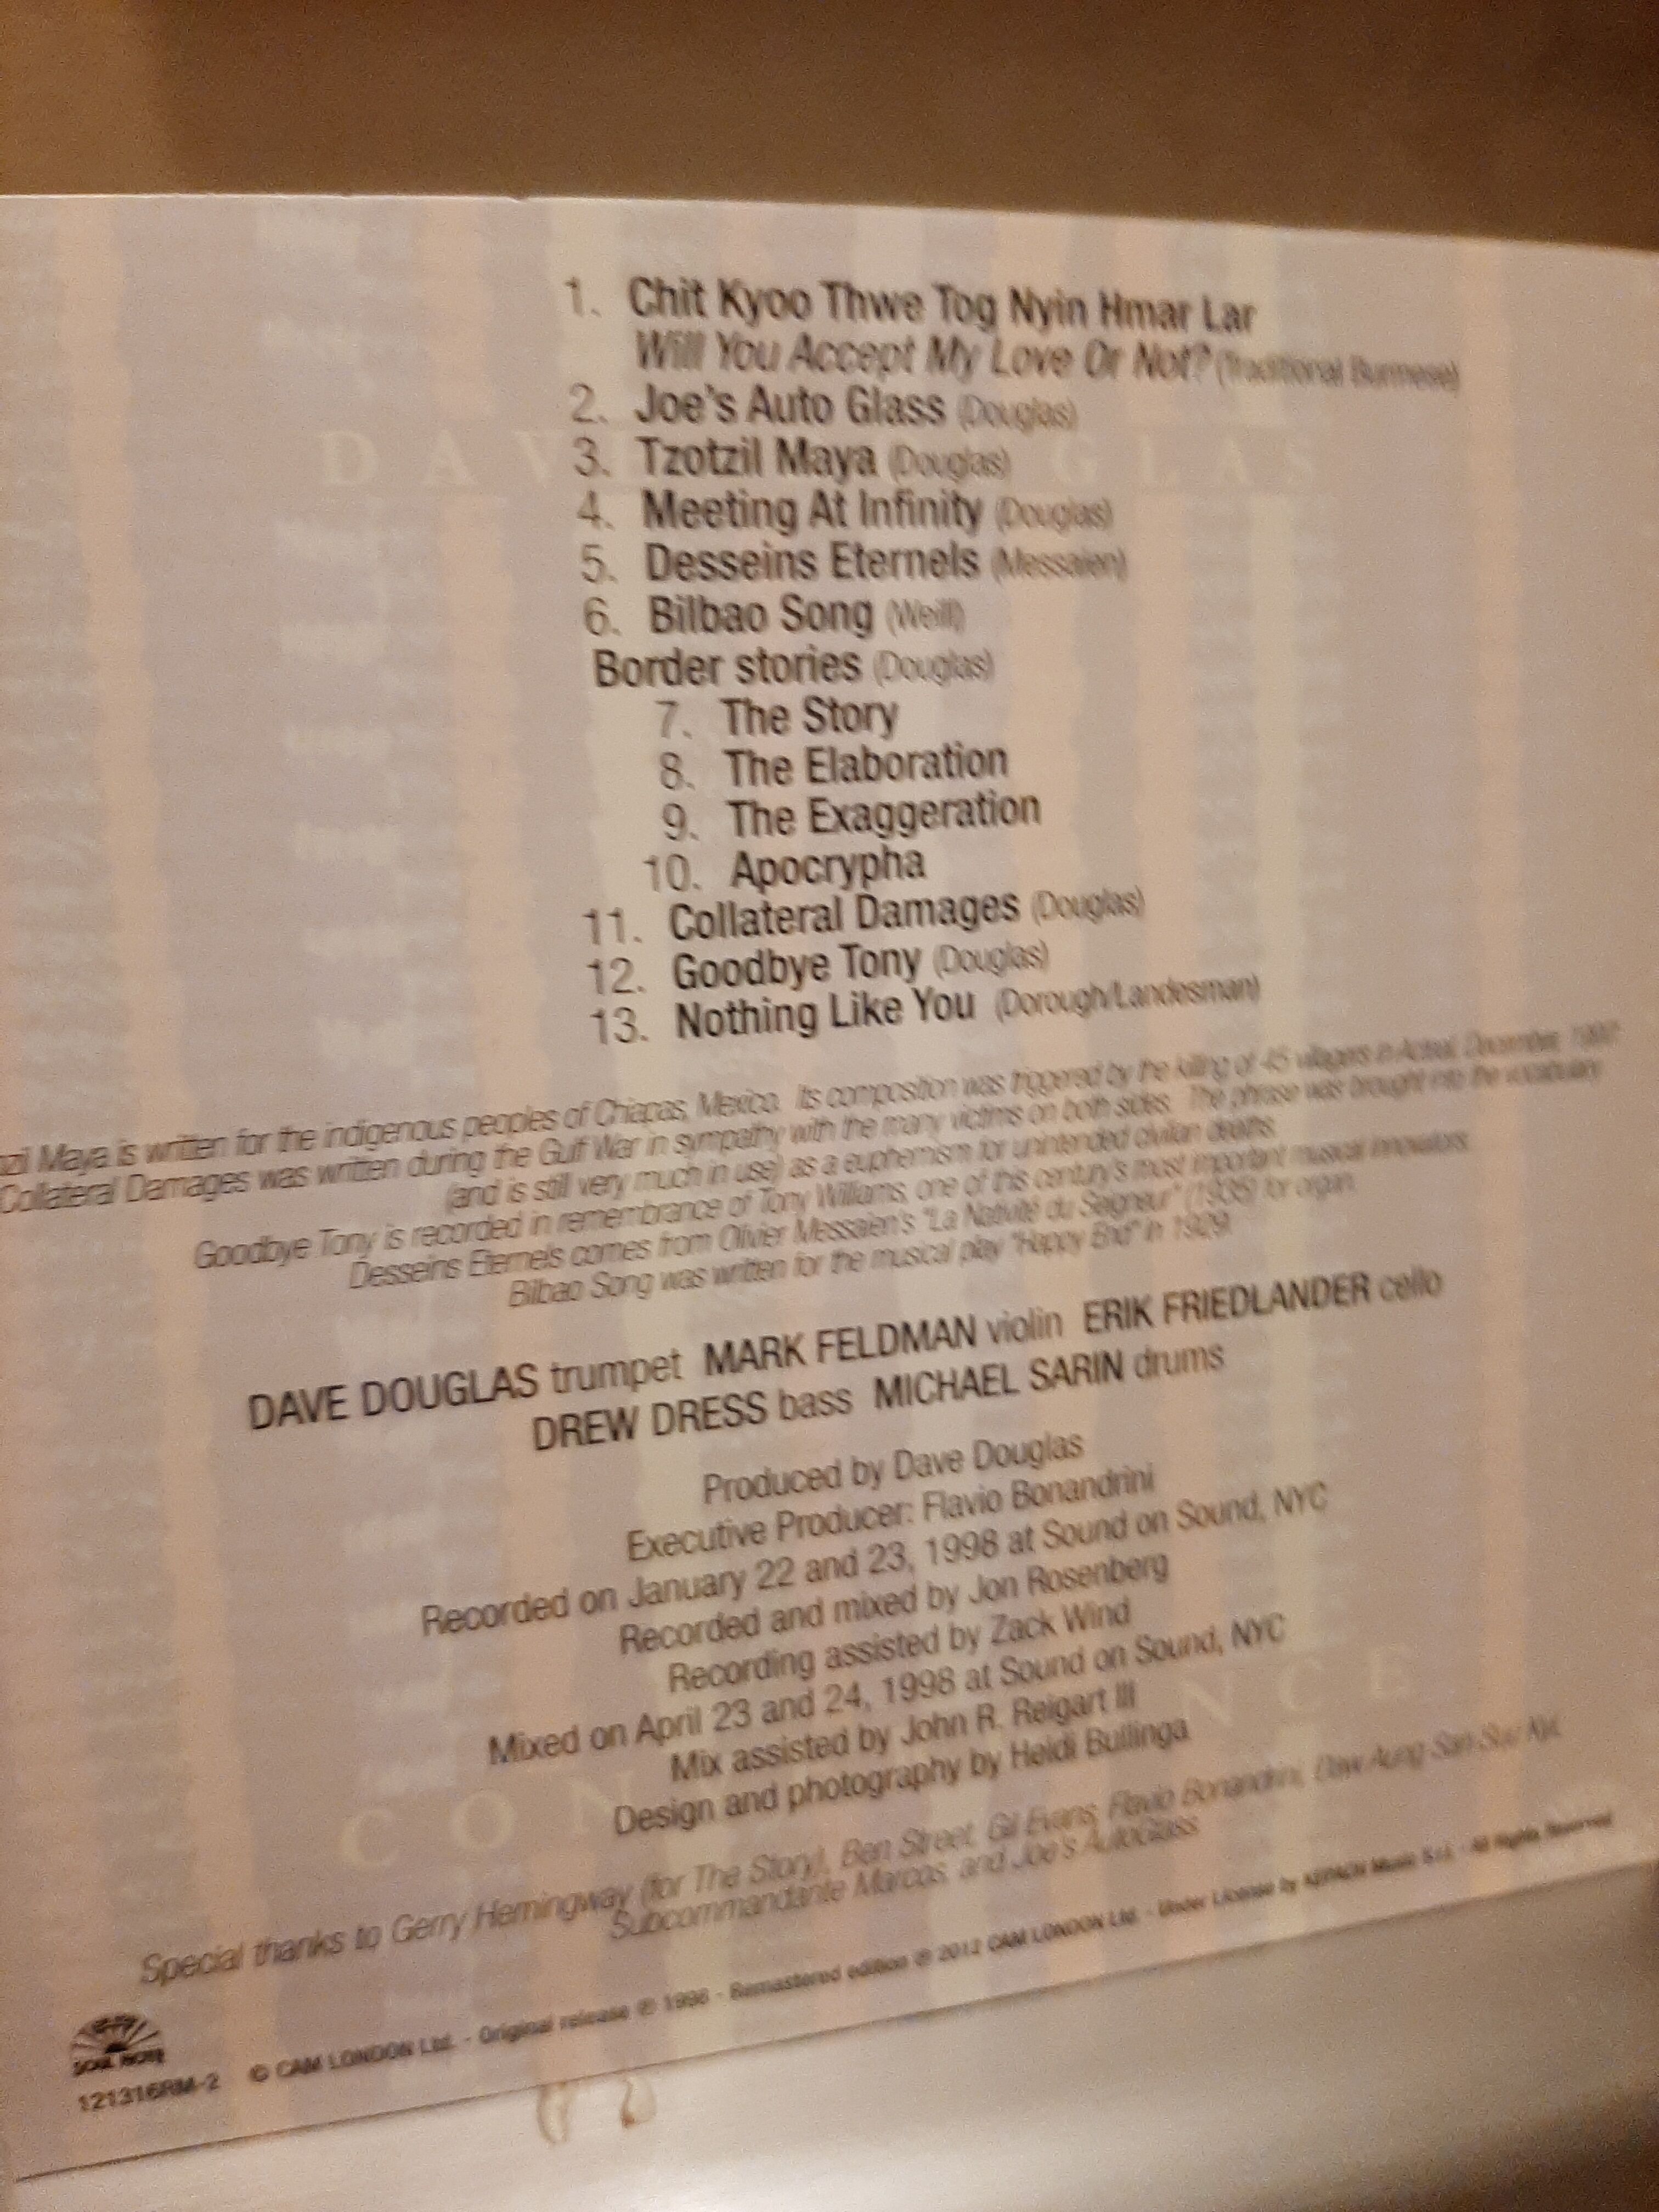 1. Chit Kyoo Thwe Tog Nyin Hmar Lar
Will You Accept My Love Or Not? (Traditional Burmese)
2. Joe's Auto Glass (Douglas)
3. Tzotzil Maya (Douglas)
4. Meeting At Infinity (Douglas)
5. Desseins Eternels (Messaien)
6. Bilbao Song (Weill)
Border stories (Douglas)
7. The Story
8. The Elaboration
9. The Exaggeration
10. Apocrypha
11. Collateral Damages (Douglas)
12. Goodbye Tony (Douglas)
13. Nothing Like You (Dorough/Landesman)
zil Maya is written for the indigenous peoples of Chiapas, Mexico. Its composition was triggered by the killing of 45 villagers in Acteal, December, 1997.
Collateral Damages was written during the Gulf War in sympathy with the many victims on both sides. The phrase was brought into the vocabulary
(and is still very much in use) as a euphemism for unintended civilian deaths.
Goodbye Tony is recorded in remembrance of Tony Williams, one of this century's most important musical innovators.
Desseins Eternels comes from Olivier Messaien's "La Nativité du Seigneur" (1935) for organ.
Bilbao Song was written for the musical play "Happy End" in 1929.
DAVE DOUGLAS trumpet MARK FELDMAN violin ERIK FRIEDLANDER cello
DREW DRESS bass MICHAEL SARIN drums
Produced by Dave Douglas
Executive Producer: Flavio Bonandrini
Recorded on January 22 and 23, 1998 at Sound on Sound, NYC
Recorded and mixed by Jon Rosenberg
Recording assisted by Zack Wind
Mixed on April 23 and 24, 1998 at Sound on Sound, NYC
Mix assisted by John R. Reigart III
Design and photography by Heidi Bullinga
Special thanks to Gerry Hemingway (for The Story), Ben Street, Gil Evans, Flavio Bonandrini, Daw Aung San Suu Kyi,
Subcommandante Marcos, and Joe's AutoGlass
SOUL NOTE
121316RM-2 © CAM LONDON Ltd. - Original release ℗ 1998 - Remastered edition ℗ 2012 CAM LONDON Ltd. - Under License by KEPACH Music S.r.l. - All Rights Reserved